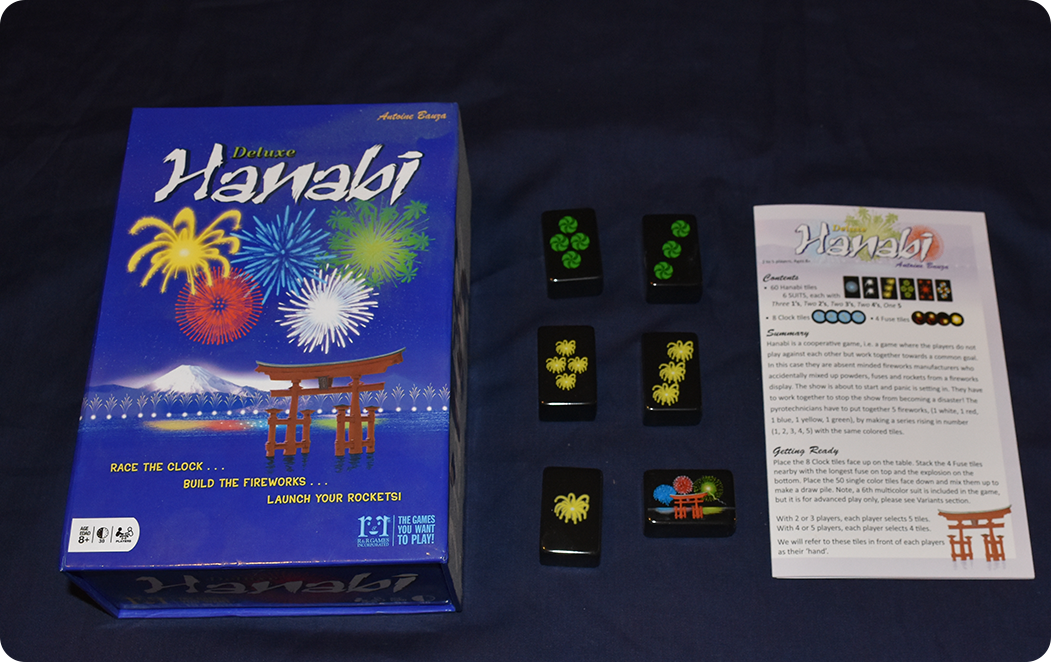 Antoine Bauza
Deluxe
Hanabi
RACE THE CLOCK . . .
BUILD THE FIREWORKS . . .
LAUNCH YOUR ROCKETS!
AGE
EDAD
8+
PLAYERS
R&R GAMES
INCORPORATED
THE GAMES
YOU WANT
TO PLAY!
Hanabi
Deluxe
Hanabi
Antoine Bauza
Contents
• 60 Hanabi tiles
6 SUITS, each with
Three 1's, Two 2's, Two 3's, Two 4's, One 5
• 8 Clock tiles
• 4 Fuse tiles
Summary
Hanabi is a cooperative game, i.e. a game where the players do not
play against each other but work together towards a common goal.
In this case they are absent minded fireworks manufacturers who
accidentally mixed up powders, fuses and rockets from a fireworks
display. The show is about to start and panic is setting in. They have
to work together to stop the show from becoming a disaster! The
pyrotechnicians have to put together 5 fireworks, (1 white, 1 red,
1 blue, 1 yellow, 1 green), by making a series rising in number
(1, 2, 3, 4, 5) with the same colored tiles.
Getting Ready
Place the 8 Clock tiles face up on the table. Stack the 4 Fuse tiles
nearby with the longest fuse on top and the explosion on the
bottom. Place the 50 single color tiles face down and mix them up to
make a draw pile. Note, a 6th multicolor suit is included in the game,
but it is for advanced play only, please see Variants section.
With 2 or 3 players, each player selects 5 tiles.
With 4 or 5 players, each player selects 4 tiles.
We will refer to these tiles in front of each players
as their 'hand'.